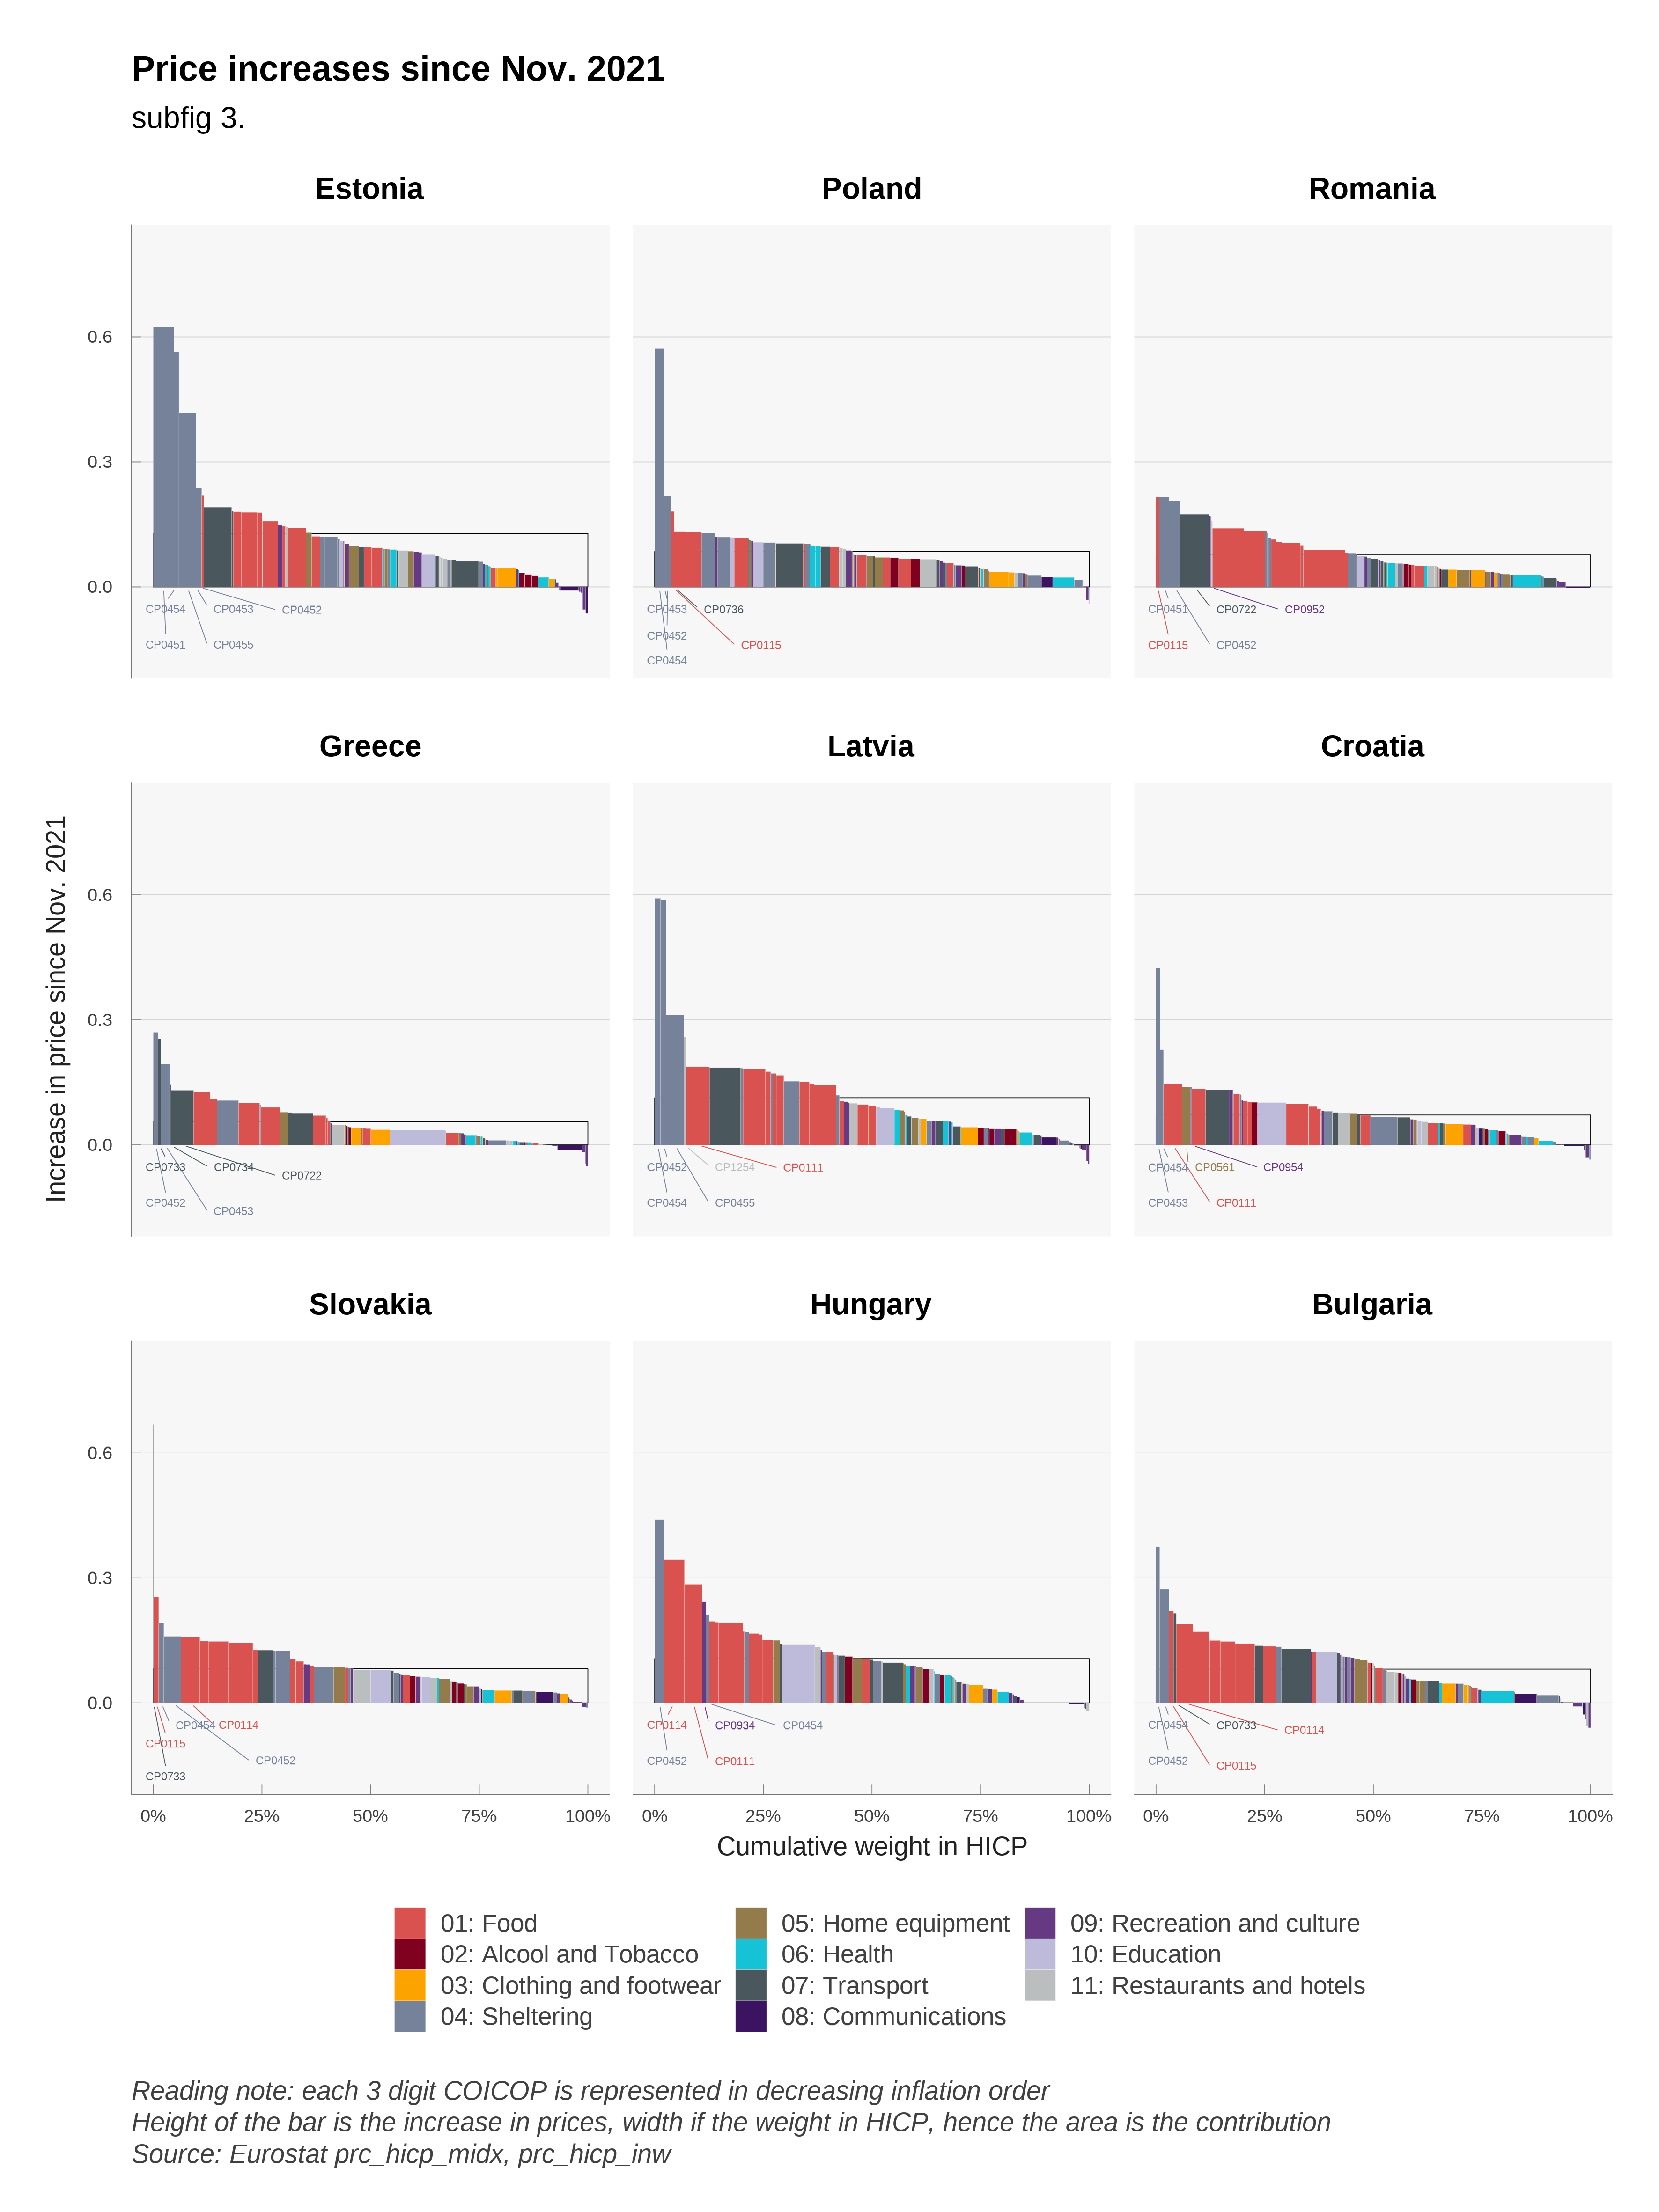 Price increases since Nov. 2021
subfig 3.
Estonia
Poland
Romania
0.6
0.3
0.0
CP0454
CP0453
CP0452
CP0451
CP0455
CP0453
CP0736
CP0452
CP0115
CP0454
CP0451
CP0722
CP0952
CP0115
CP0452
Greece
Latvia
Croatia
Increase in price since Nov. 2021
0.6
0.3
0.0
CP0733
CP0734
CP0722
CP0452
CP0453
CP0452
CP1254
CP0111
CP0454
CP0455
CP0454
CP0561
CP0954
CP0453
CP0111
Slovakia
Hungary
Bulgaria
0.6
0.3
0.0
CP0454
CP0114
CP0115
CP0452
CP0733
CP0114
CP0934
CP0454
CP0452
CP0111
CP0454
CP0733
CP0114
CP0452
CP0115
0% 25% 50% 75% 100%
0% 25% 50% 75% 100%
0% 25% 50% 75% 100%
Cumulative weight in HICP
01: Food
02: Alcool and Tobacco
03: Clothing and footwear
04: Sheltering
05: Home equipment
06: Health
07: Transport
08: Communications
09: Recreation and culture
10: Education
11: Restaurants and hotels
Reading note: each 3 digit COICOP is represented in decreasing inflation order
Height of the bar is the increase in prices, width if the weight in HICP, hence the area is the contribution
Source: Eurostat prc_hicp_midx, prc_hicp_inw